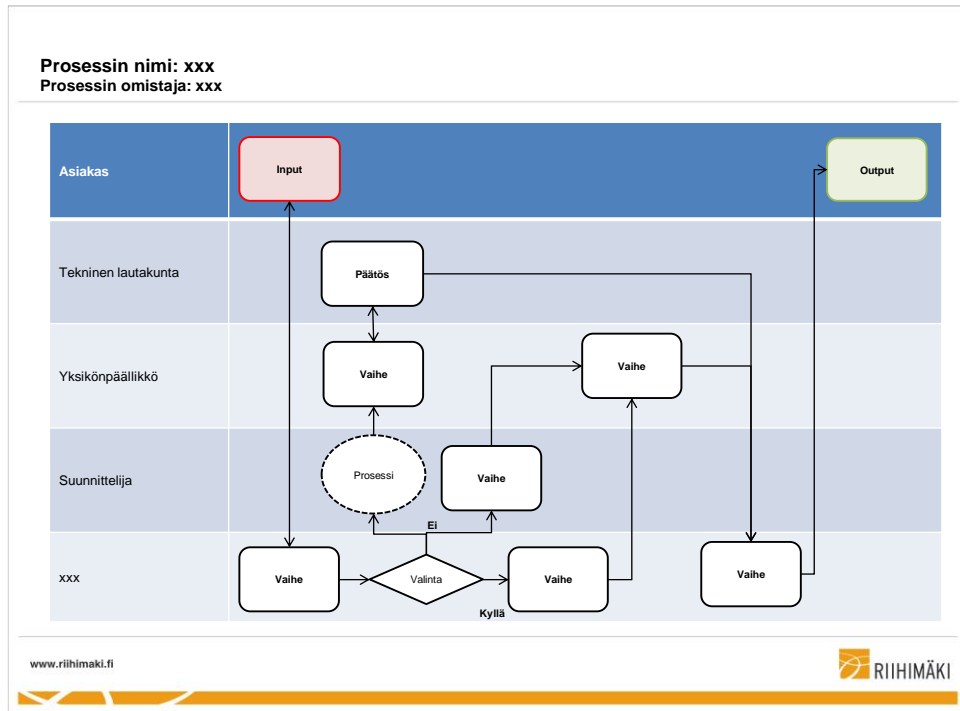 Prosessin nimi: xxx
Prosessin omistaja: xxx
Asiakas
Input
Output
Tekninen lautakunta
Päätös
Yksikönpäällikkö
Vaihe
Vaihe
Suunnittelija
Prosessi
Vaihe
Ei
xxx
Vaihe
Valinta
Vaihe
Vaihe
Kyllä
www.riihimaki.fi
RIIHIMÄKI